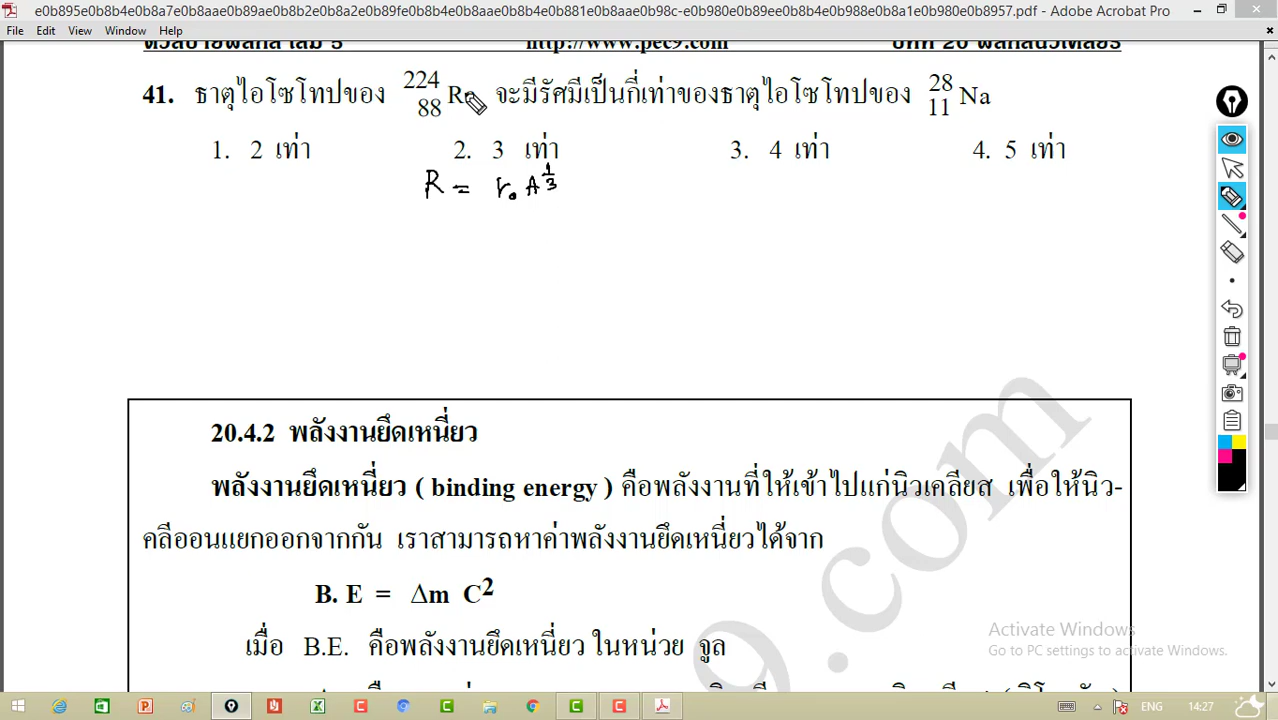 e0b895e0b8b4e0b8a7e0b8aae0b89ae0b8b2e0b8a2e0b89fe0b8b4e0b8aae0b8b4e0b881e0b8aae0b98c-e0b980e0b89ee0b8b4e0b988e0b8a1e0b980e0b8957.pdf - Adobe Acrobat Pro
File Edit View Window Help
http://www.pec9.com
41. ธาตุไอโซโทปของ 224 88 จะมีรัศมีเป็นกี่เท่าของธาตุไอโซโทปของ 28 11 Na
1. 2 เท่า 2. 3 เท่า 3. 4 เท่า 4. 5 เท่า
R = r₀ A^1/3
20.4.2 พลังงานยึดเหนี่ยว
พลังงานยึดเหนี่ยว ( binding energy ) คือพลังงานที่ให้เข้าไปแก่นิวเคลียส เพื่อให้นิว-
คลีออนแยกออกจากกัน เราสามารถหาค่าพลังงานยึดเหนี่ยวได้จาก
B. E = Δm C²
เมื่อ B.E. คือพลังงานยึดเหนี่ยว ในหน่วย จูล
9.com
Activate Windows
Go to PC settings to activate Windows.
ENG 14:27